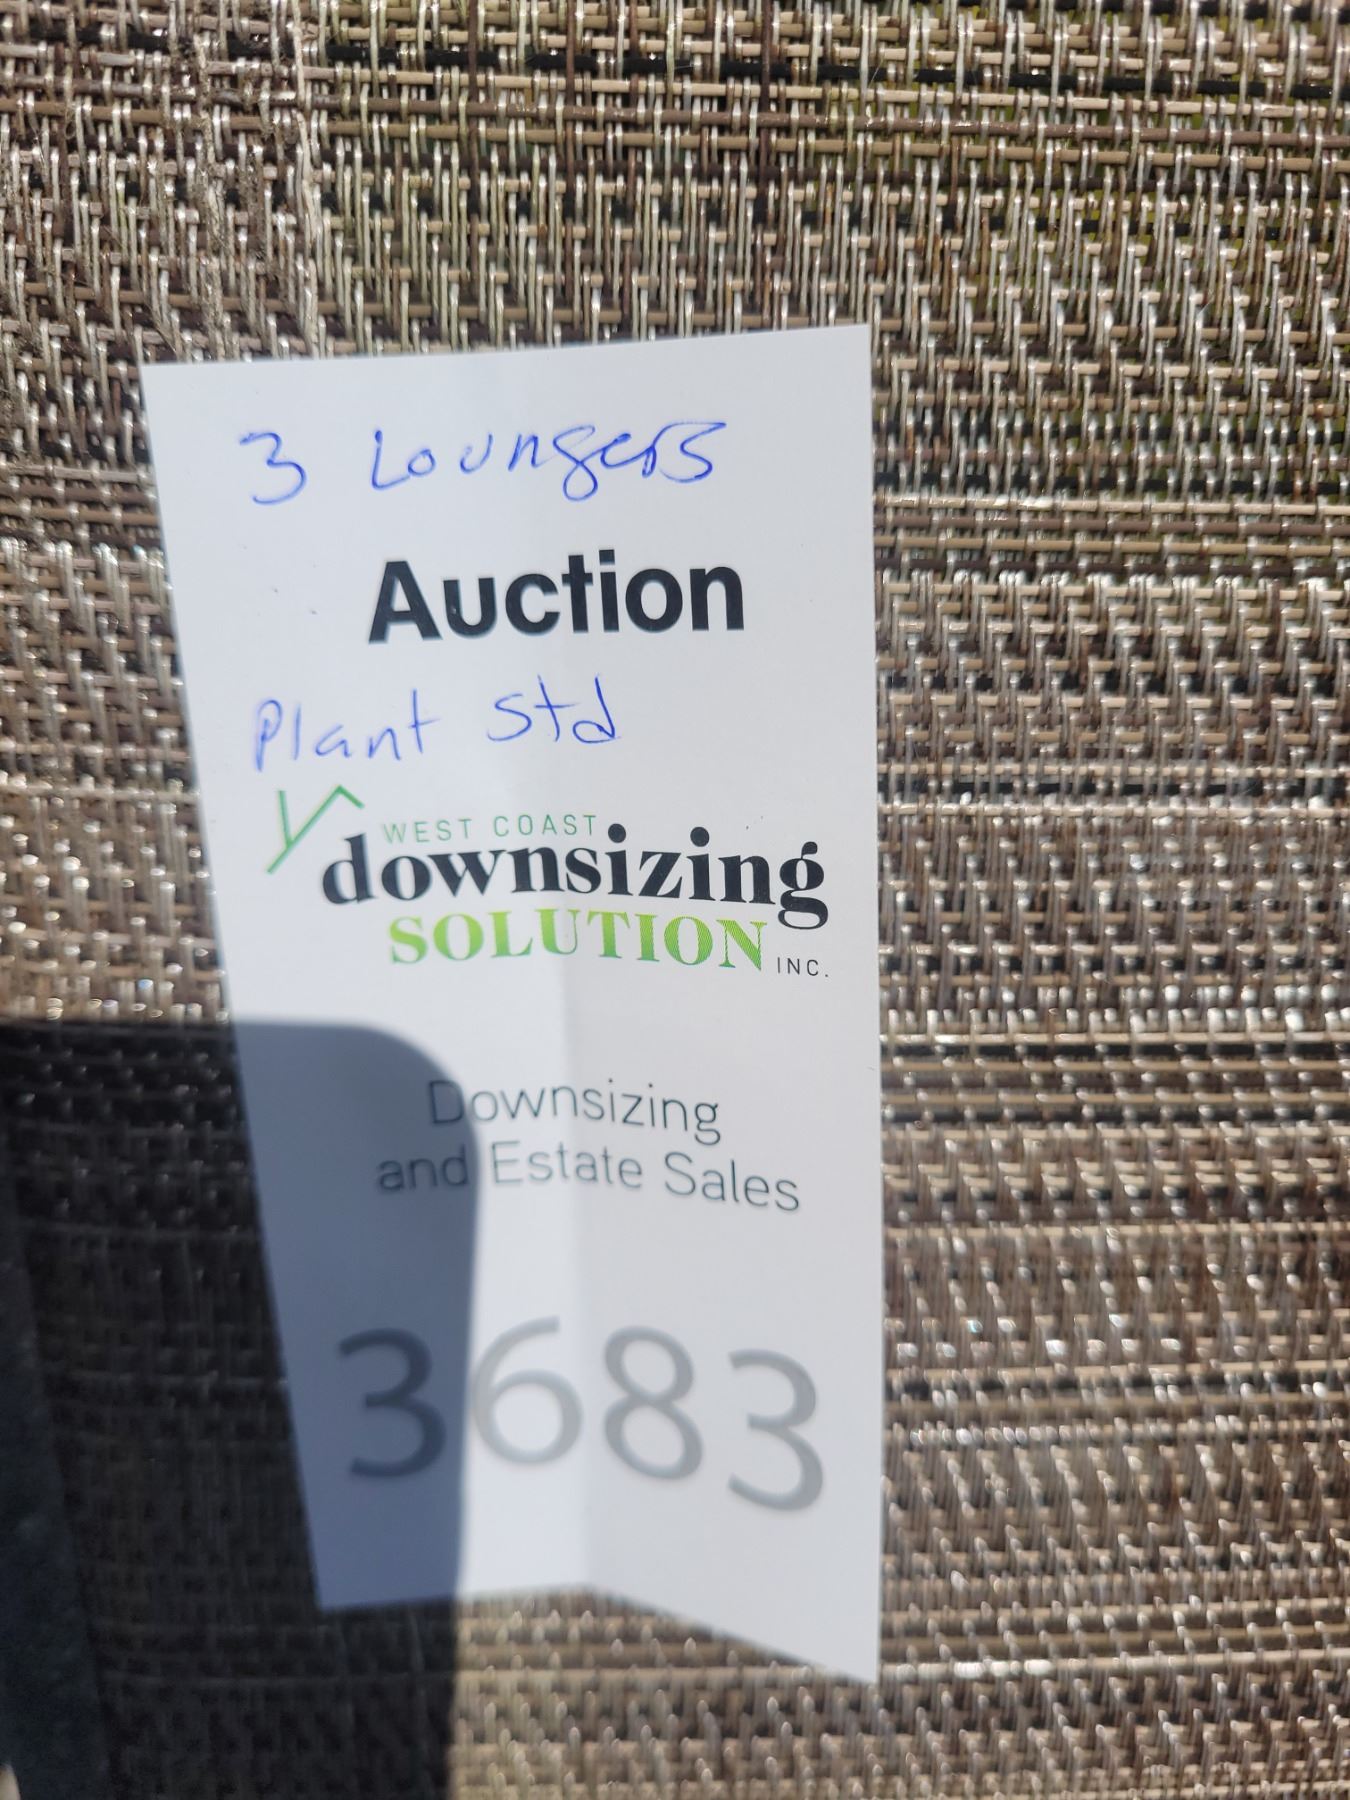 3 Loungers
Auction
Plant Std
WEST COAST
downsizing
SOLUTION INC.
Downsizing
and Estate Sales
3683